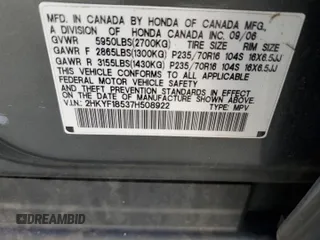 MFD. IN CANADA BY HONDA OF CANADA MFG.,
A DIVISION OF HONDA CANADA INC. 09/06
GVWR 5950LBS(2700KG) TIRE SIZE RIM SIZE
GAWR F 2865LBS(1300KG) P235/70R16 104S 16X6.5JJ
GAWR R 3155LBS(1430KG) P235/70R16 104S 16X6.5JJ
THIS VEHICLE CONFORMS TO ALL APPLICABLE FEDERAL
MOTOR VEHICLE SAFETY AND THEFT PREVENTION
STANDARDS IN EFFECT ON THE DATE OF MANUFACTURE
SHOWN ABOVE.
V.I.N.: 2HKYF18537H508922 TYPE: MPV
© DREAMBID